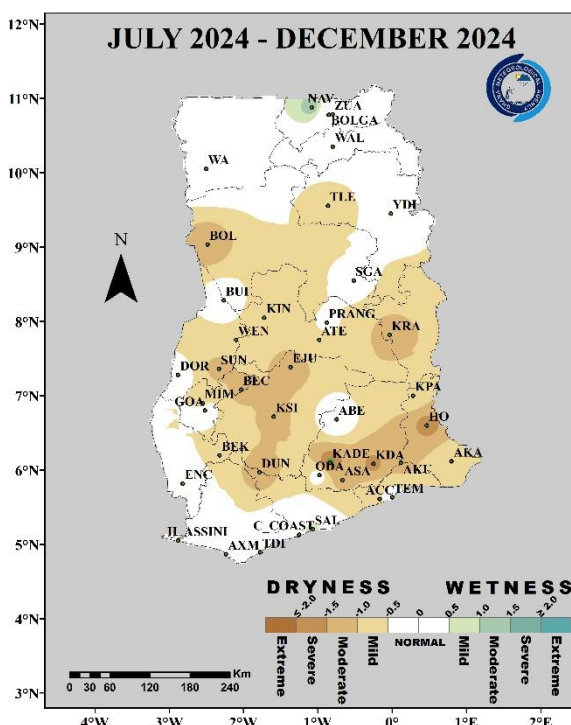 JULY 2024 - DECEMBER 2024
12°N
11°N
10°N
9°N
8°N
7°N
6°N
5°N
4°N
3°N
NAV
ZUA
BOLGA
WAL
WA
TLE
YDI
BOL
N
SGA
BUI
KIN
PRANG
KRA
WEN
ATE
DOR
SUN
EJU
BEC
KPA
MIM
GOA
KSI
ABE
HO
BEK
KADE
KDA
AKA
DUN
ODA
ASA
AKU
ENC
ACC
TEM
C_COAST
SAL
JI_ASSINI
AXM
TDI
DRYNESS
WETNESS
≤ -2.0
-1.5
-1.0
-0.5
0
0.5
1.0
1.5
≥ 2.0
NORMAL
Extreme
Severe
Moderate
Mild
Mild
Moderate
Severe
Extreme
Km
0 30 60 120 180 240
4°W
3°W
2°W
1°W
0°
1°E
2°E